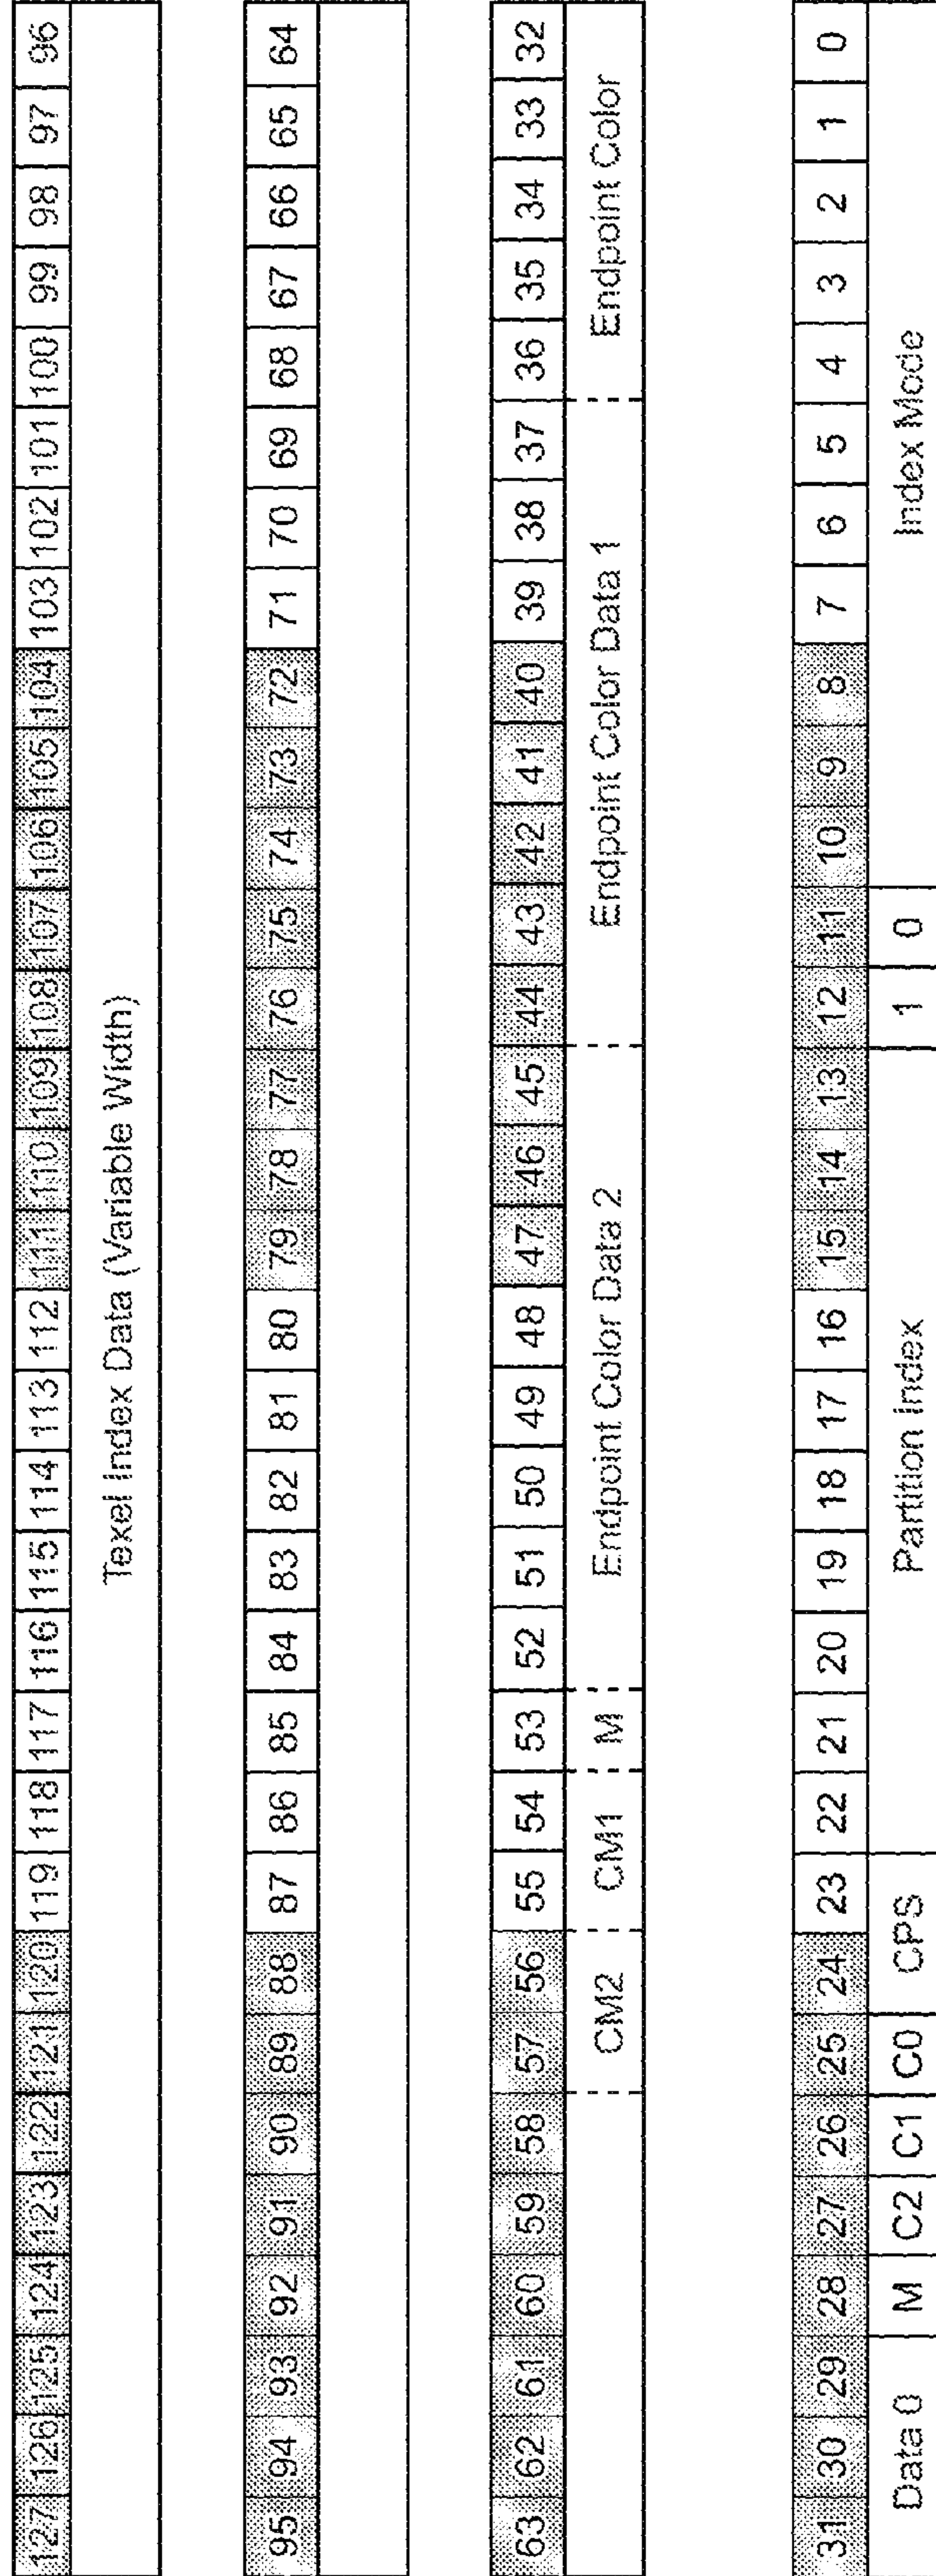 127 126 125 124 123 122 121 120 119 118 117 116 115 114 113 112 111 110 109 108 107 106 105 104 103 102 101 100 99 98 97 96
Texel Index Data (Variable Width)
95 94 93 92 91 90 89 88 87 86 85 84 83 82 81 80 79 78 77 76 75 74 73 72 71 70 69 68 67 66 65 64
63 62 61 60 59 58 57 56 55 54 53 52 51 50 49 48 47 46 45 44 43 42 41 40 39 38 37 36 35 34 33 32
CM2 CM1 M Endpoint Color Data 2 Endpoint Color Data 1 Endpoint Color
31 30 29 28 27 26 25 24 23 22 21 20 19 18 17 16 15 14 13 12 11 10 9 8 7 6 5 4 3 2 1 0
Data 0 M C2 C1 C0 CPS Partition Index 1 0 Index Mode